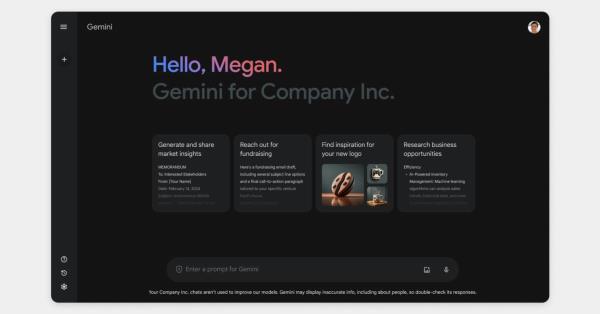 Gemini
Hello, Megan.
Gemini for Company Inc.
Generate and share
market insights
MEMORANDUM
To: Interested Stakeholders
From: [Your Name]
Date: February 14, 2024
Reach out for
fundraising
Here's a fundraising email draft,
including several subject line options
and a final call-to-action paragraph
tailored to your specific venture
Find inspiration for
your new logo
Research business
opportunities
Efficiency
• AI-Powered Inventory
Management: Machine learning
algorithms can analyze sales
Enter a prompt for Gemini
Your Company Inc. chats aren't used to improve our models. Gemini may display inaccurate info, including about people, so double-check its responses.